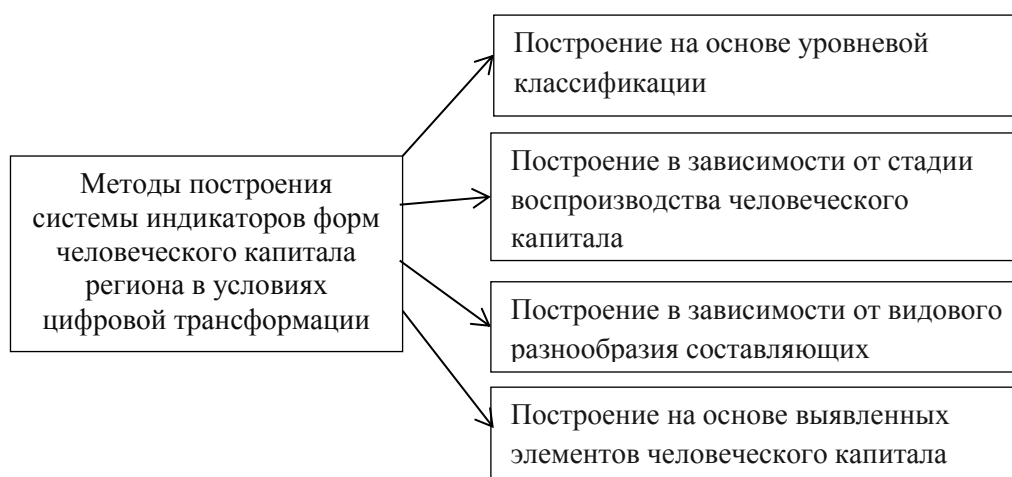 Методы построения
системы индикаторов форм
человеческого капитала
региона в условиях
цифровой трансформации
Построение на основе уровневой
классификации
Построение в зависимости от стадии
воспроизводства человеческого
капитала
Построение в зависимости от видового
разнообразия составляющих
Построение на основе выявленных
элементов человеческого капитала